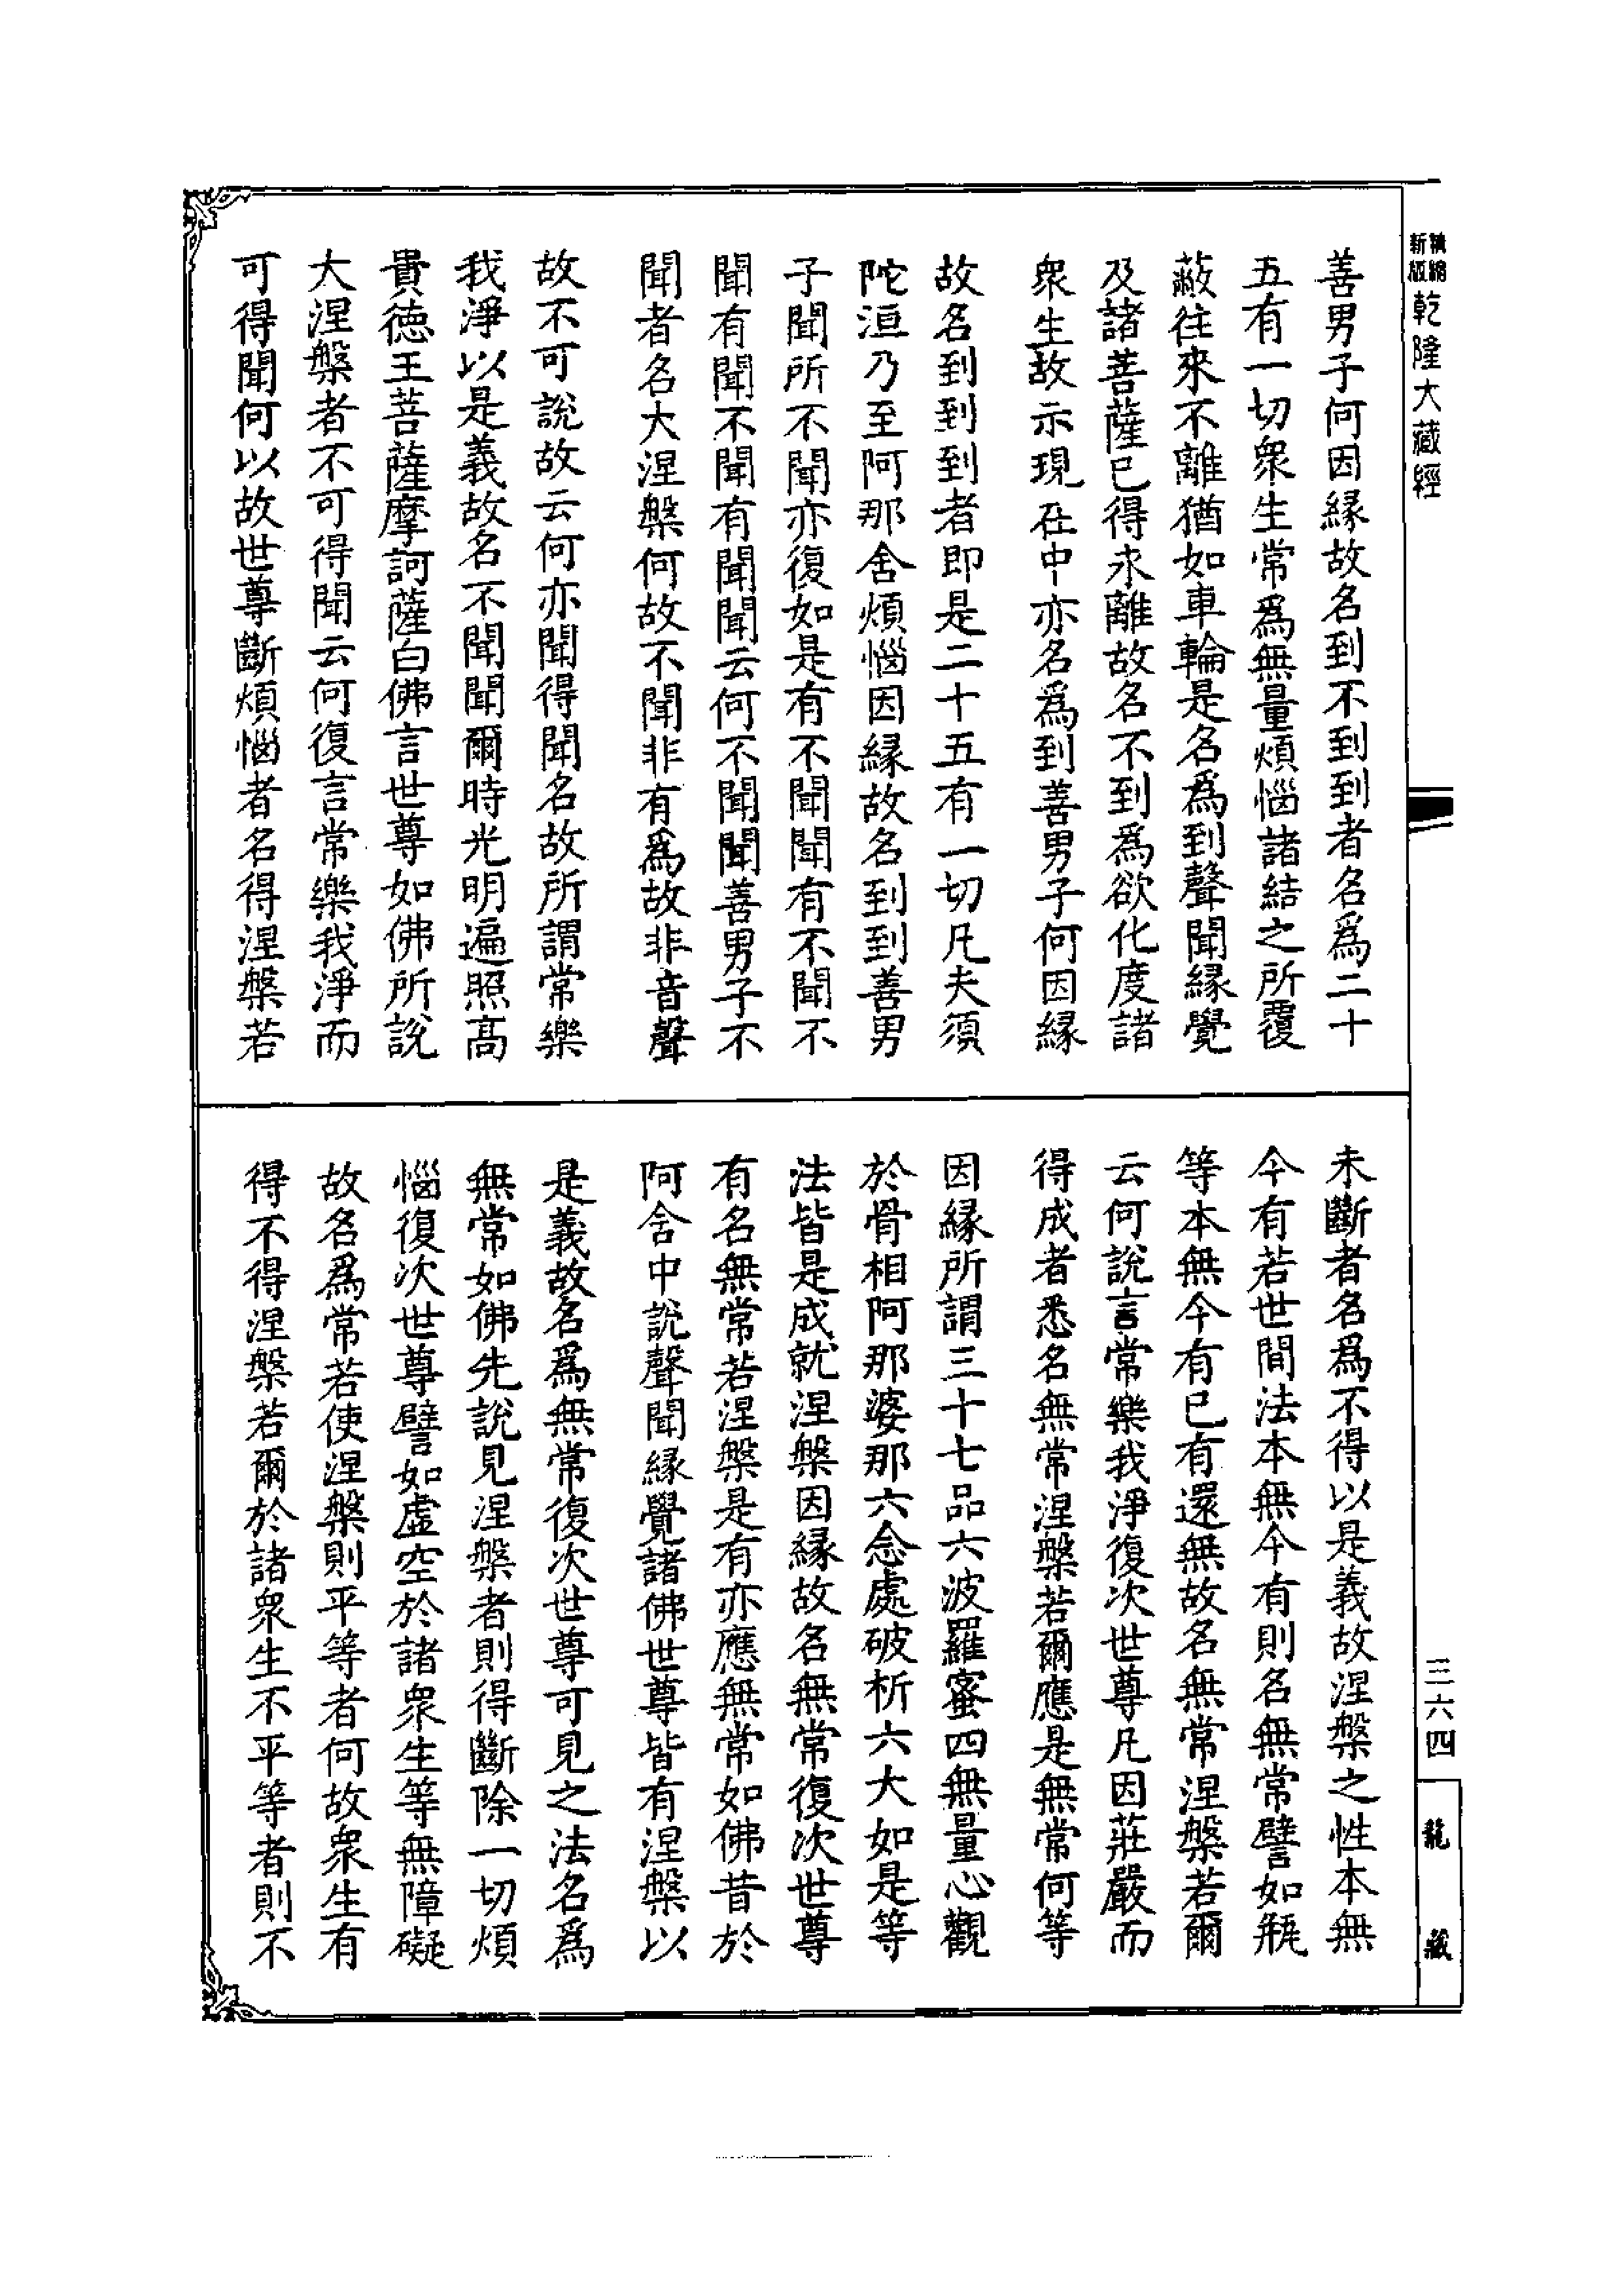 新編縮版
乾隆大藏經
善男子何因緣故名到不到到者名為二十
五有一切衆生常為無量煩惱諸結之所覆
蔽往來不離猶如車輪是名為到聲聞緣覺
及諸菩薩已得永離故名不到為欲化度諸
衆生故示現在中亦名為到善男子何因緣
故名到到到者即是二十五有一切凡夫須
陀洹乃至阿那舍煩惱因緣故名到到善男
子聞所不聞亦復如是有不聞聞有不聞不
聞有聞不聞有聞聞云何不聞聞善男子不
聞者名大涅槃何故不聞非有為故非音聲
故不可說故云何亦聞得聞名故所謂常樂
我淨以是義故名不聞聞爾時光明遍照高
貴德王菩薩摩訶薩白佛言世尊如佛所說
大涅槃者不可得聞云何復言常樂我淨而
可得聞何以故世尊斷煩惱者名得涅槃若
未斷者名為不得以是義故涅槃之性本無
今有若世間法本無今有則名無常譬如瓶
等本無今有已有還無故名無常涅槃若爾
云何說言常樂我淨復次世尊凡因莊嚴而
得成者悉名無常涅槃若爾應是無常何等
因緣所謂三十七品六波羅蜜四無量心觀
於骨相阿那婆那六念處破析六大如是等
法皆是成就涅槃因緣故名無常復次世尊
有名無常若涅槃是有亦應無常如佛昔於
阿舍中說聲聞緣覺諸佛世尊皆有涅槃以
是義故名為無常復次世尊可見之法名為
無常如佛先說見涅槃者則得斷除一切煩
惱復次世尊譬如虛空於諸衆生等無障礙
故名為常若使涅槃則平等者何故衆生有
得不得涅槃若爾於諸衆生不平等者則不
三六四
龍藏